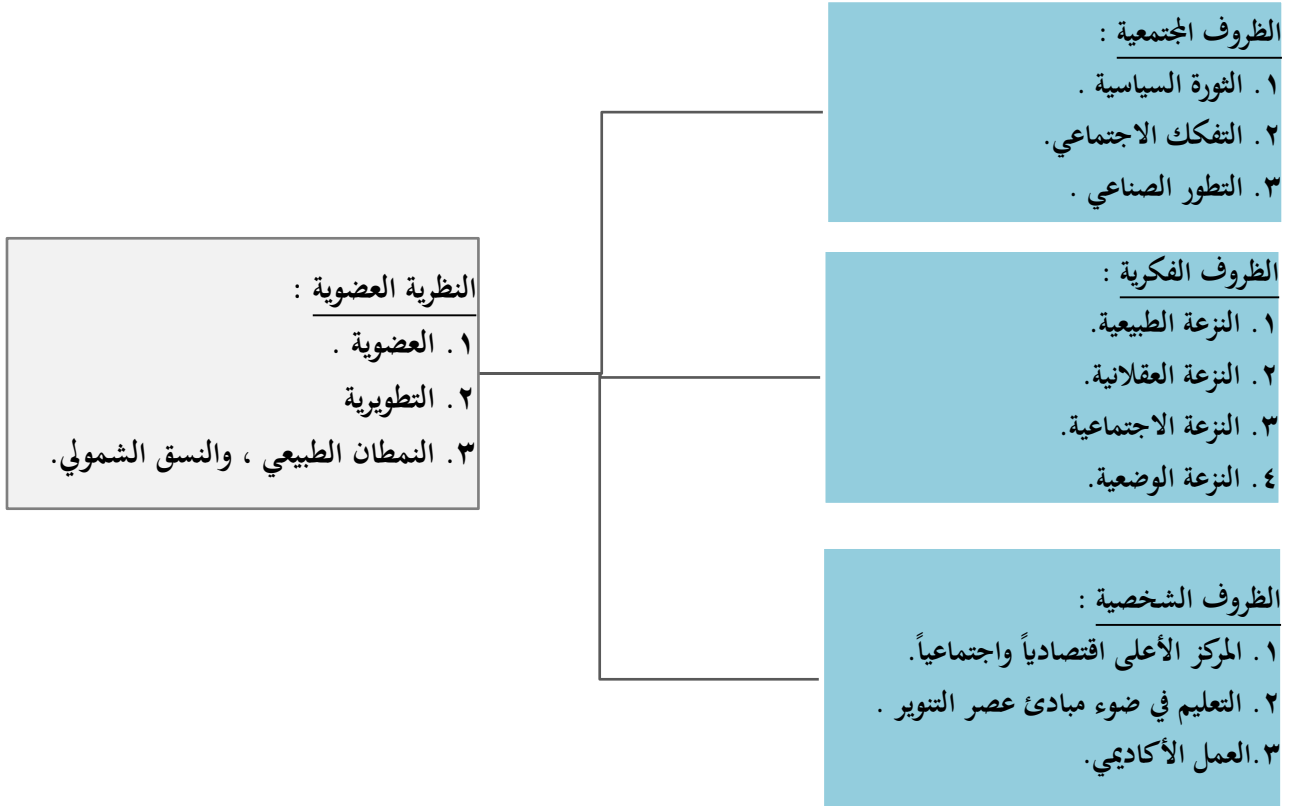 الظروف المجتمعية :
١. الثورة السياسية .
٢. التفكك الاجتماعي.
٣. التطور الصناعي .
الظروف الفكرية :
١. النزعة الطبيعية.
٢. النزعة العقلانية.
٣. النزعة الاجتماعية.
٤. النزعة الوضعية.
الظروف الشخصية :
١. المركز الأعلى اقتصادياً واجتماعياً.
٢. التعليم في ضوء مبادئ عصر التنوير .
٣.العمل الأكاديمي.
النظرية العضوية :
١. العضوية .
٢. التطويرية
٣. النمطان الطبيعي ، والنسق الشمولي.